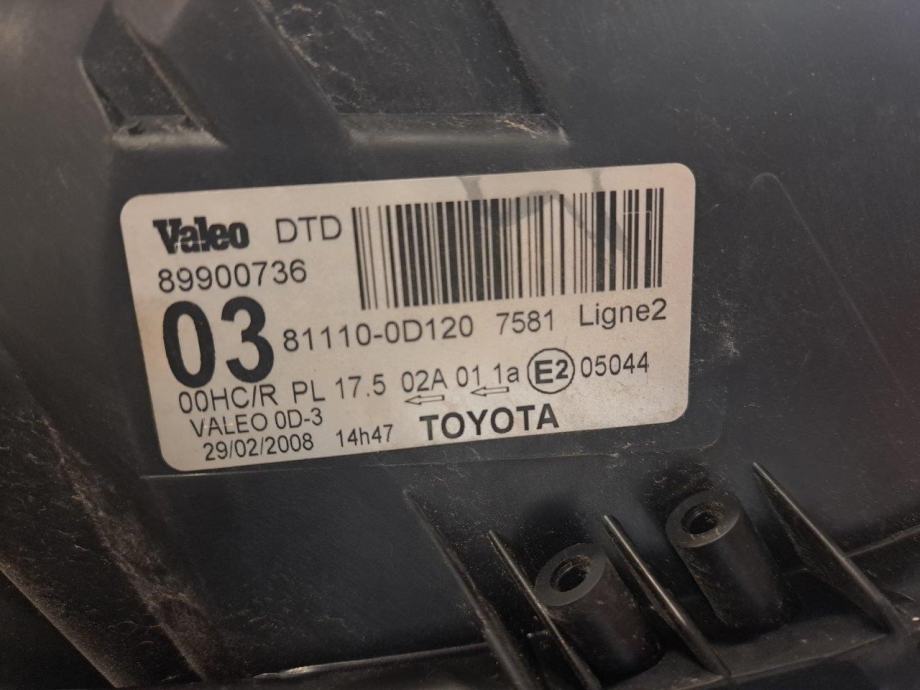 Valeo DTD
89900736
03 81110-0D120 7581 Ligne2
00HC/R PL 17.5 02A 01 1a E2 05044
VALEO 0D-3 TOYOTA
29/02/2008 14h47